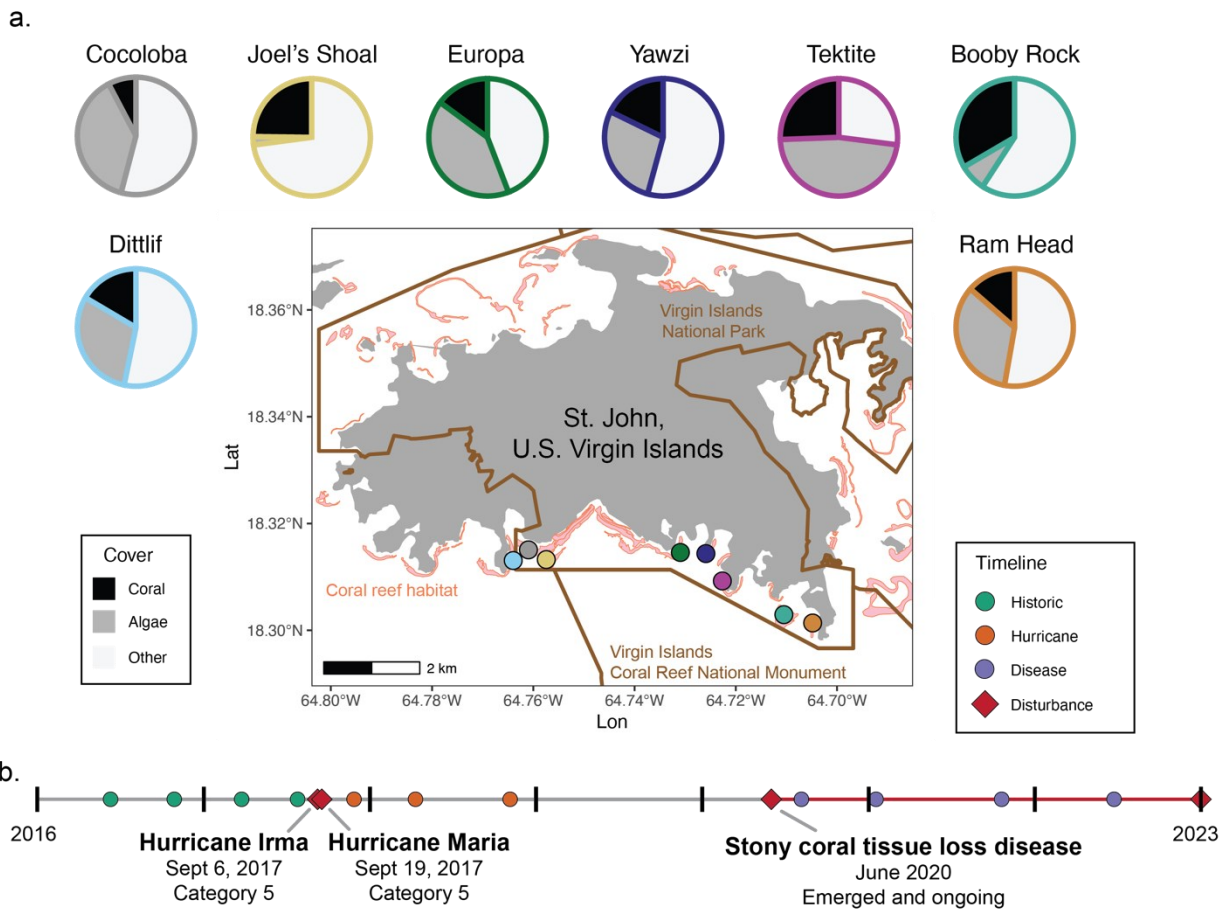 a.
Cocoloba
Joel's Shoal
Europa
Yawzi
Tektite
Booby Rock
Dittlif
Ram Head
18.36°N
18.34°N
18.32°N
18.30°N
Lat
Virgin Islands
National Park
St. John,
U.S. Virgin Islands
Coral reef habitat
Virgin Islands
Coral Reef National Monument
2 km
64.80°W
64.78°W
64.76°W
64.74°W
64.72°W
64.70°W
Lon
Cover
Coral
Algae
Other
Timeline
Historic
Hurricane
Disease
Disturbance
b.
2016
2023
Hurricane Irma
Sept 6, 2017
Category 5
Hurricane Maria
Sept 19, 2017
Category 5
Stony coral tissue loss disease
June 2020
Emerged and ongoing